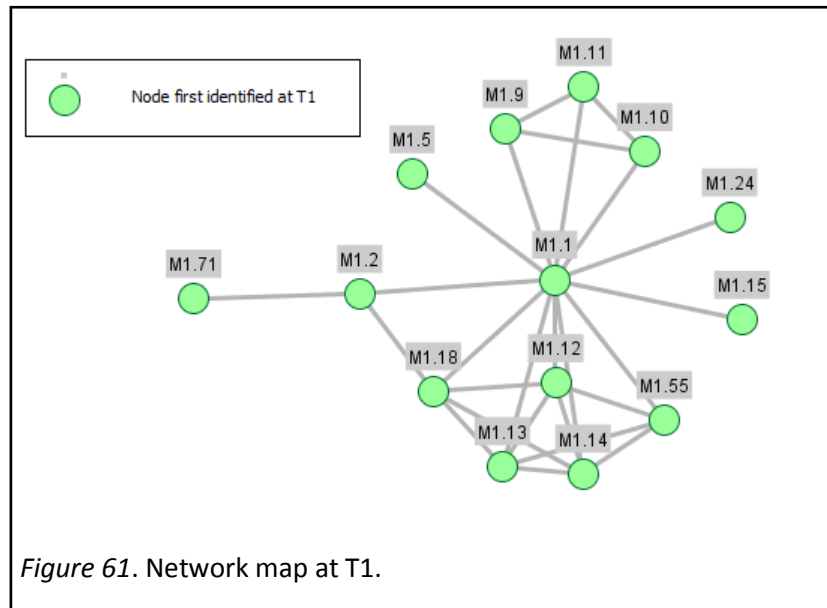 Node first identified at T1
M1.11
M1.9
M1.10
M1.5
M1.24
M1.1
M1.71
M1.2
M1.15
M1.18
M1.12
M1.55
M1.13
M1.14
Figure 61. Network map at T1.